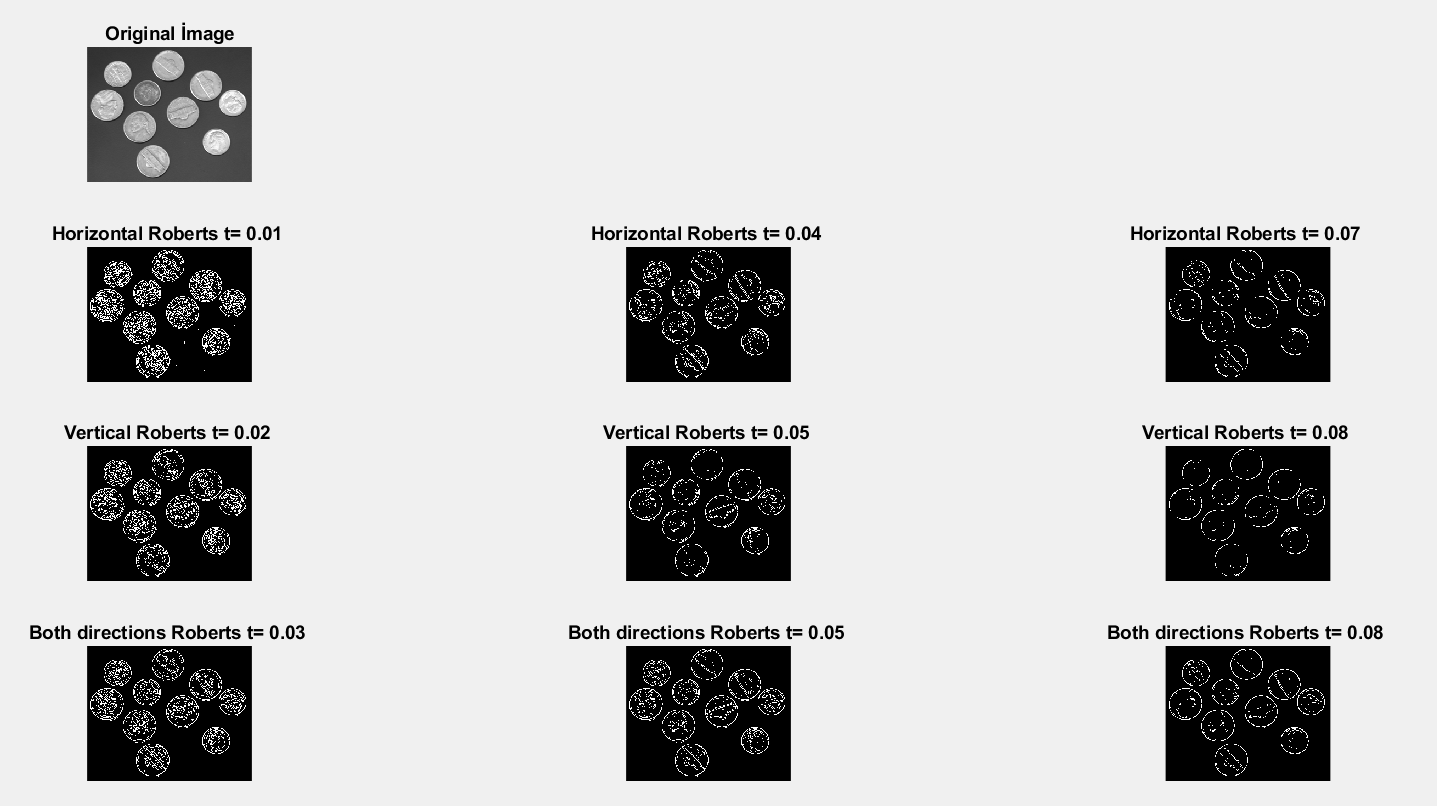 Original İmage
Horizontal Roberts t= 0.01
Horizontal Roberts t= 0.04
Horizontal Roberts t= 0.07
Vertical Roberts t= 0.02
Vertical Roberts t= 0.05
Vertical Roberts t= 0.08
Both directions Roberts t= 0.03
Both directions Roberts t= 0.05
Both directions Roberts t= 0.08